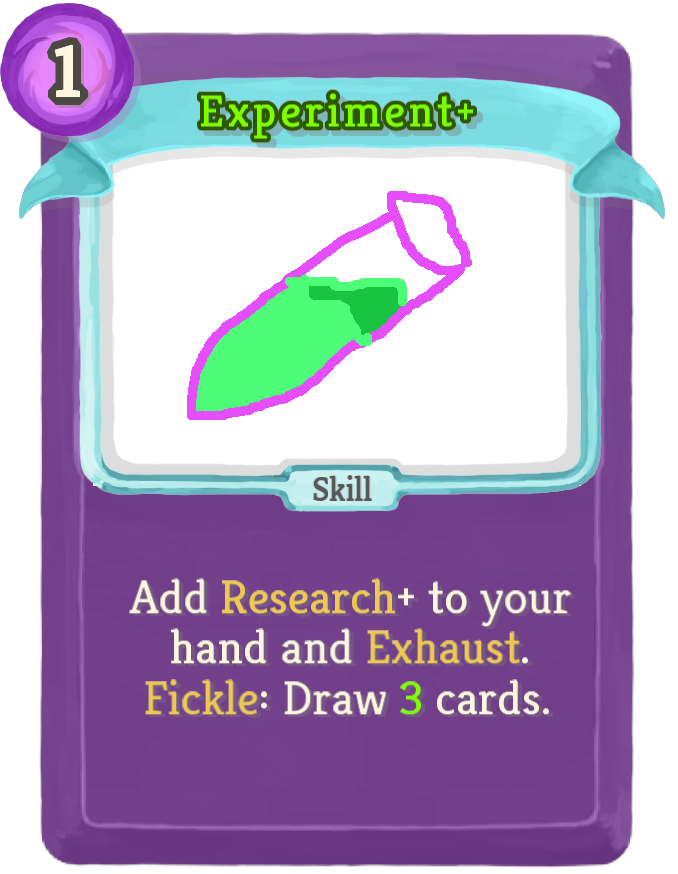 1
Experiment+
Skill
Add Research+ to your
hand and Exhaust.
Fickle: Draw 3 cards.